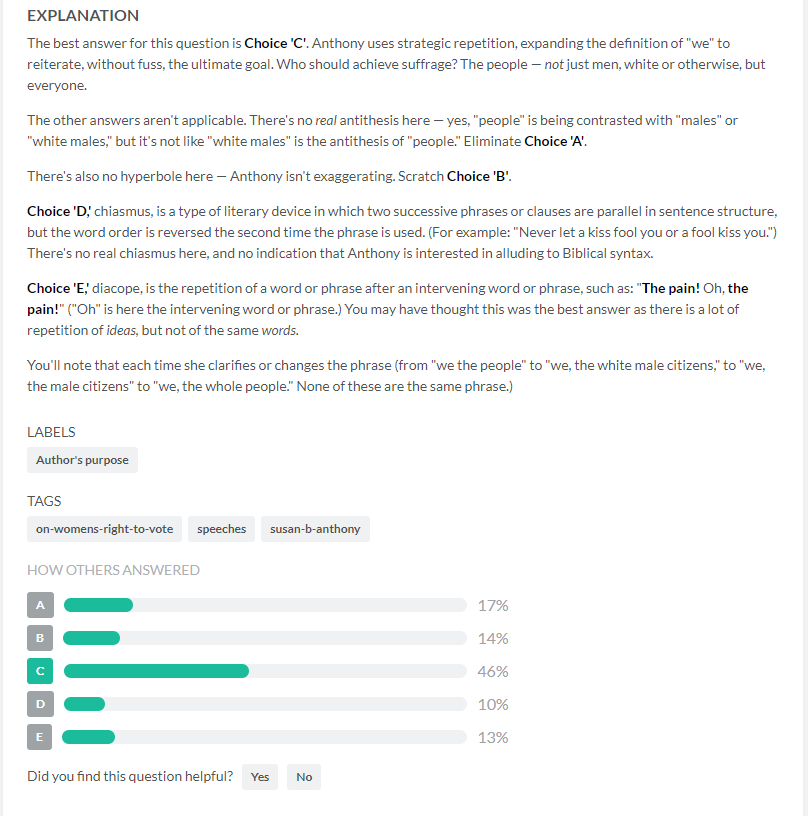 EXPLANATION
The best answer for this question is Choice 'C'. Anthony uses strategic repetition, expanding the definition of "we" to
reiterate, without fuss, the ultimate goal. Who should achieve suffrage? The people — not just men, white or otherwise, but
everyone.
The other answers aren't applicable. There's no real antithesis here — yes, "people" is being contrasted with "males" or
"white males," but it's not like "white males" is the antithesis of "people." Eliminate Choice 'A'.
There's also no hyperbole here — Anthony isn't exaggerating. Scratch Choice 'B'.
Choice 'D,' chiasmus, is a type of literary device in which two successive phrases or clauses are parallel in sentence structure,
but the word order is reversed the second time the phrase is used. (For example: "Never let a kiss fool you or a fool kiss you.")
There's no real chiasmus here, and no indication that Anthony is interested in alluding to Biblical syntax.
Choice 'E,' diacope, is the repetition of a word or phrase after an intervening word or phrase, such as: "The pain! Oh, the
pain!" ("Oh" is here the intervening word or phrase.) You may have thought this was the best answer as there is a lot of
repetition of ideas, but not of the same words.
You'll note that each time she clarifies or changes the phrase (from "we the people" to "we, the white male citizens," to "we,
the male citizens" to "we, the whole people." None of these are the same phrase.)
LABELS
Author's purpose
TAGS
on-womens-right-to-vote speeches susan-b-anthony
HOW OTHERS ANSWERED
A 17%
B 14%
C 46%
D 10%
E 13%
Did you find this question helpful? Yes No